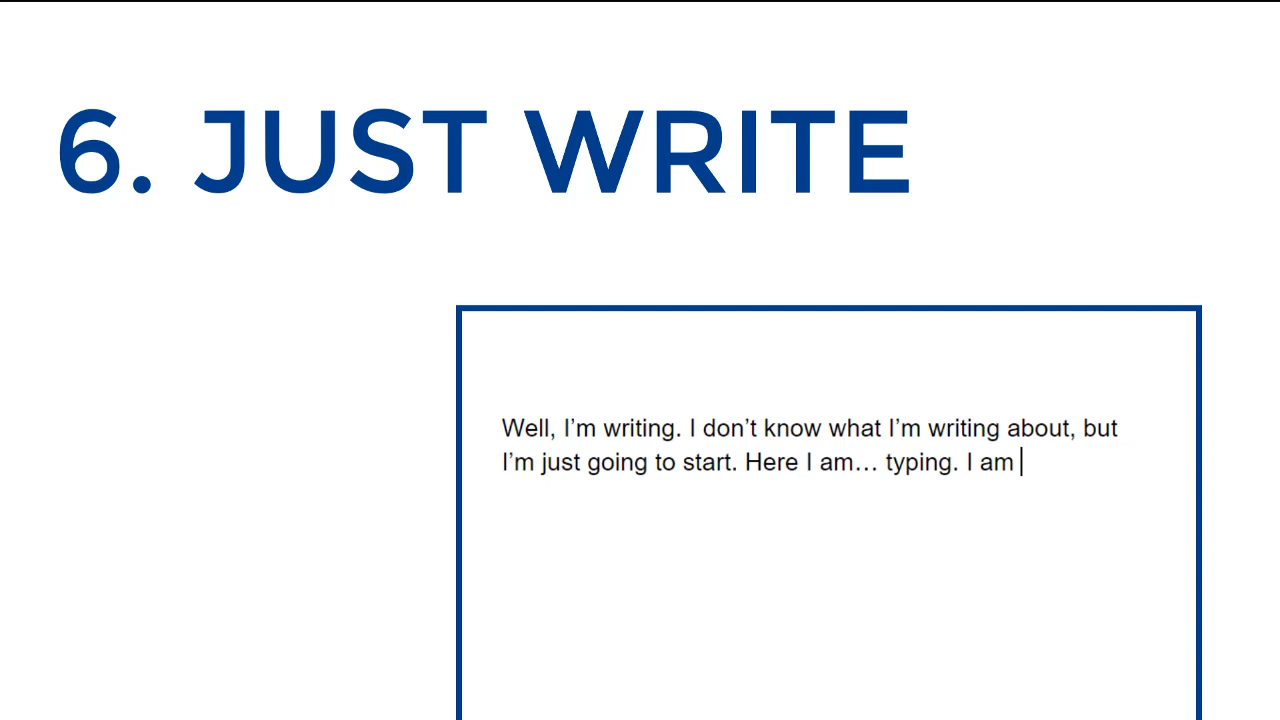 6. JUST WRITE
Well, I’m writing. I don’t know what I’m writing about, but
I’m just going to start. Here I am… typing. I am